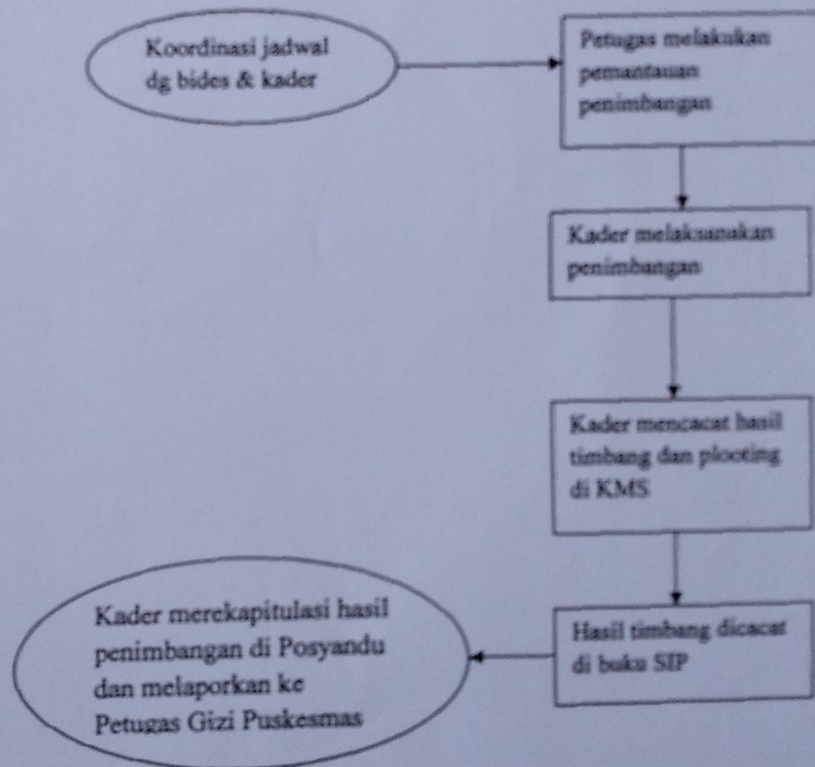 Koordinasi jadwal
dg bides & kader
Petugas melakukan
pemantauan
penimbangan
Kader melaksanakan
penimbangan
Kader mencacat hasil
timbang dan plooting
di KMS
Hasil timbang dicacat
di buku SIP
Kader merekapitulasi hasil
penimbangan di Posyandu
dan melaporkan ke
Petugas Gizi Puskesmas